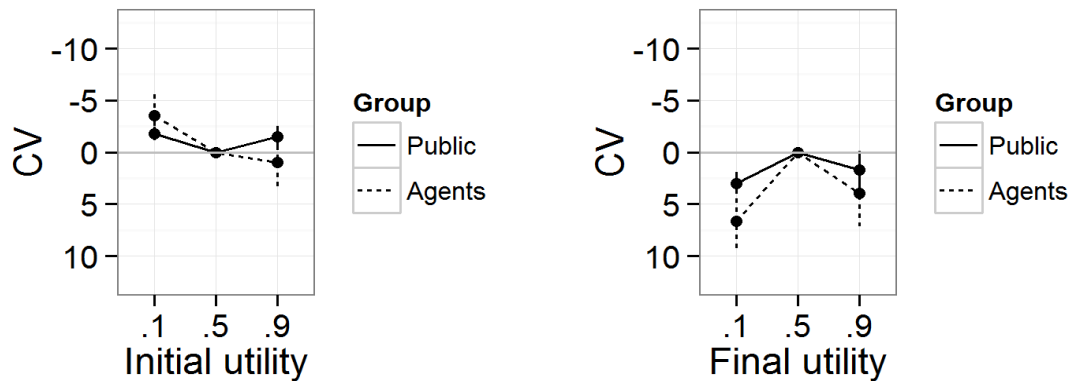 CV
-10
-5
0
5
10
.1 .5 .9
Initial utility
Group
Public
Agents
CV
-10
-5
0
5
10
.1 .5 .9
Final utility
Group
Public
Agents